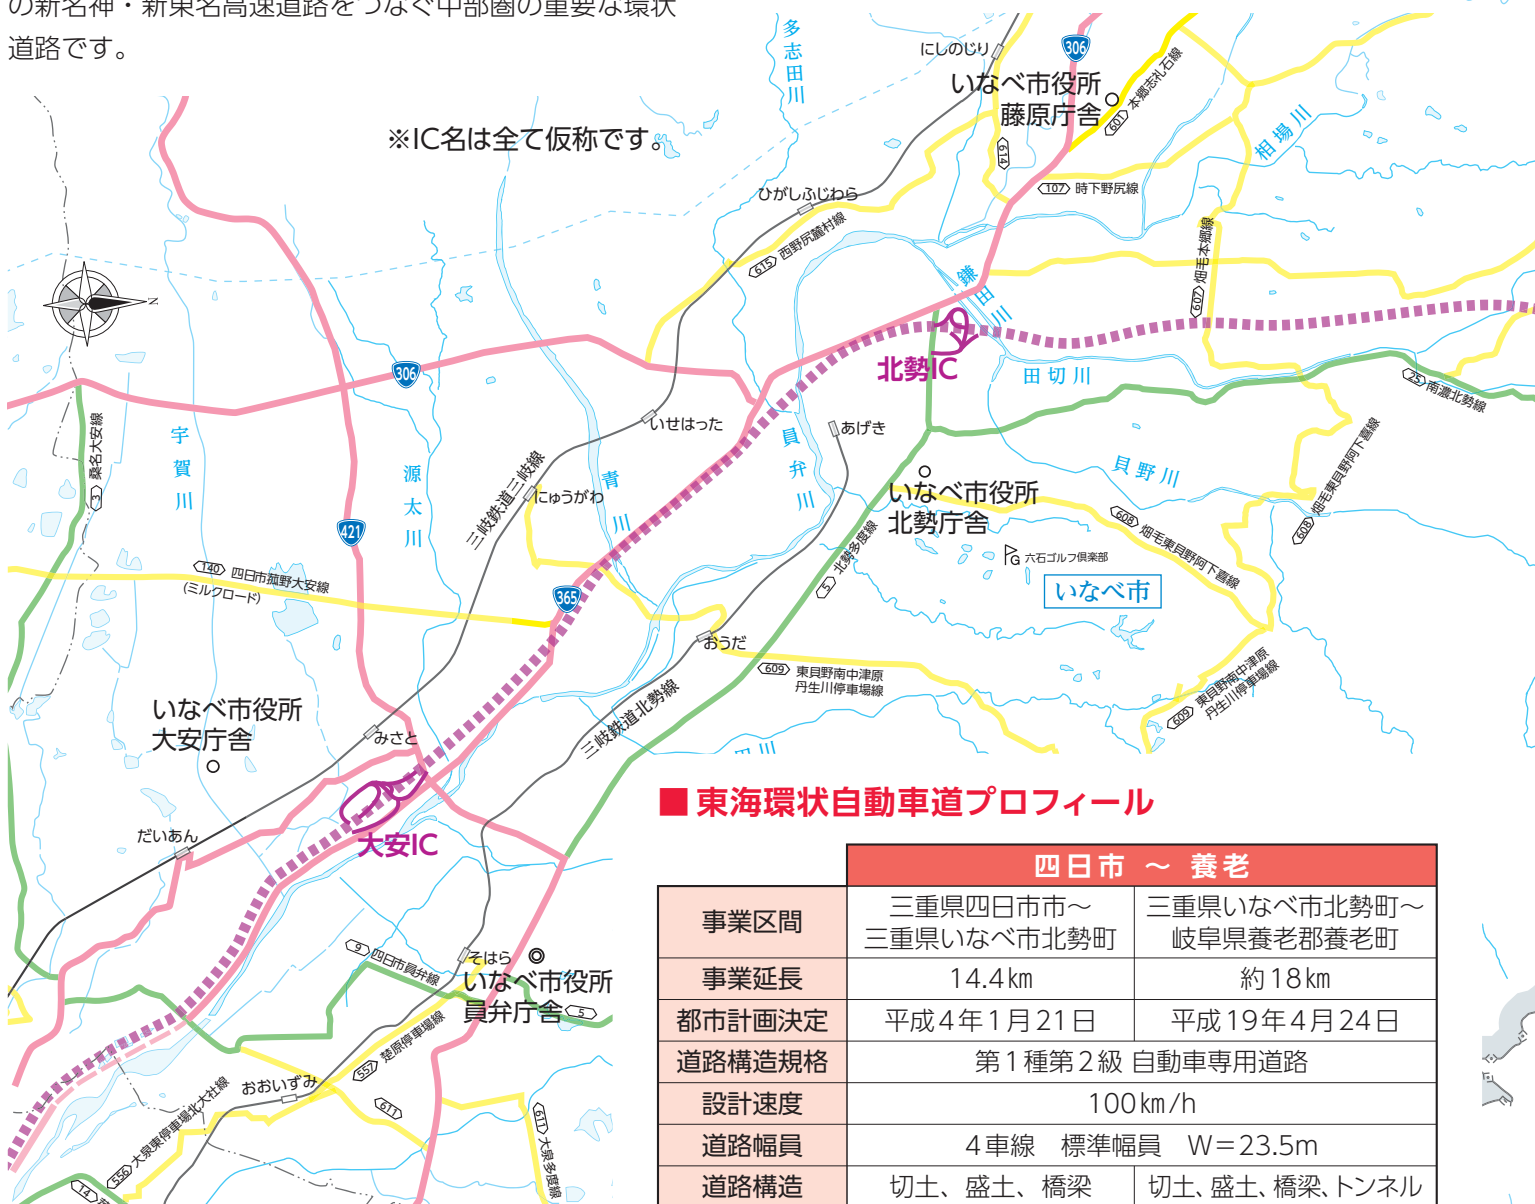 の新名神・新東名高速道路をつなぐ中部圏の重要な環状
道路です。
※IC名は全て仮称です。
多志田川
にしのじり
306
いなべ市役所
藤原庁舎
601 本郷志礼石線
相場川
614
107 時下野尻線
ひがしふじわら
615 西野尻麓村線
607 畑毛本郷線
鎌田川
N
北勢IC
田切川
306
25 南濃北勢線
3 桑名大安線
宇賀川
源太川
いせはった
あげき
員弁川
青川
三岐鉄道三岐線
にゅうがわ
貝野川
いなべ市役所
北勢庁舎
608 畑毛東貝野阿下喜線
608 畑毛東貝野阿下喜線
421
G 六石ゴルフ倶楽部
いなべ市
5 北勢多度線
140 四日市菰野大安線
(ミルクロード)
365
おうだ
609 東貝野南中津原
丹生川停車場線
609 東貝野南中津原
丹生川停車場線
三岐鉄道北勢線
いなべ市役所
大安庁舎
みさと
田川
大安IC
だいあん
そはら
9 四日市員弁線
いなべ市役所
員弁庁舎
5
557 楚原停車場線
おおいずみ
611
611 大泉多度線
556 大泉東停車場北大社線
14
■東海環状自動車道プロフィール
四日市 ～ 養老
事業区間
三重県四日市市～
三重県いなべ市北勢町
三重県いなべ市北勢町～
岐阜県養老郡養老町
事業延長 14.4km 約18km
都市計画決定 平成4年1月21日 平成19年4月24日
道路構造規格 第1種第2級 自動車専用道路
設計速度 100km/h
道路幅員 4車線 標準幅員 W＝23.5m
道路構造 切土、盛土、橋梁 切土、盛土、橋梁、トンネル